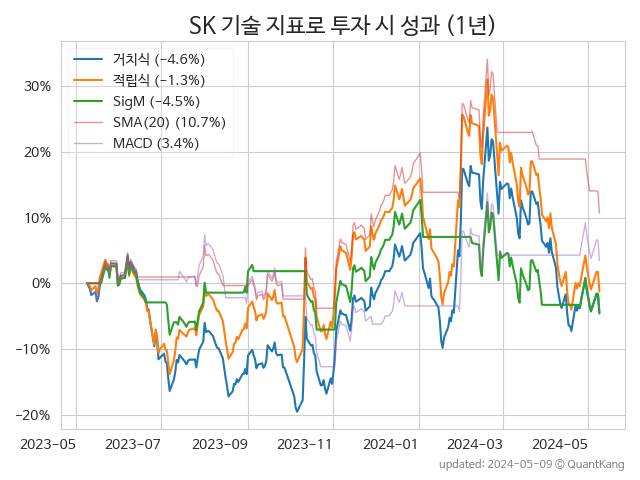 SK 기술 지표로 투자 시 성과 (1년)
거치식 (−4.6%)
적립식 (−1.3%)
SigM (−4.5%)
SMA(20) (10.7%)
MACD (3.4%)
30%
20%
10%
0%
−10%
−20%
2023-05
2023-07
2023-09
2023-11
2024-01
2024-03
2024-05
updated: 2024-05-09 © QuantKang